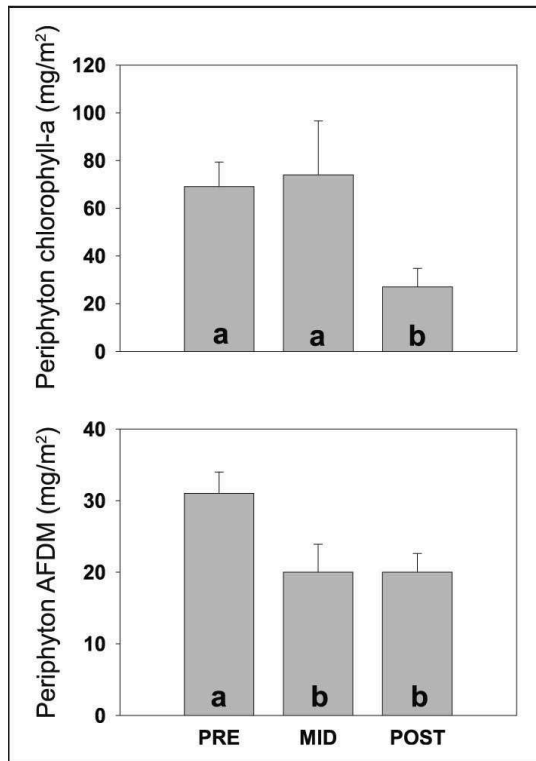 Periphyton chlorophyll-a (mg/m²)
120
100
80
60
40
20
0
a a b
Periphyton AFDM (mg/m²)
40
30
20
10
0
a b b
PRE MID POST